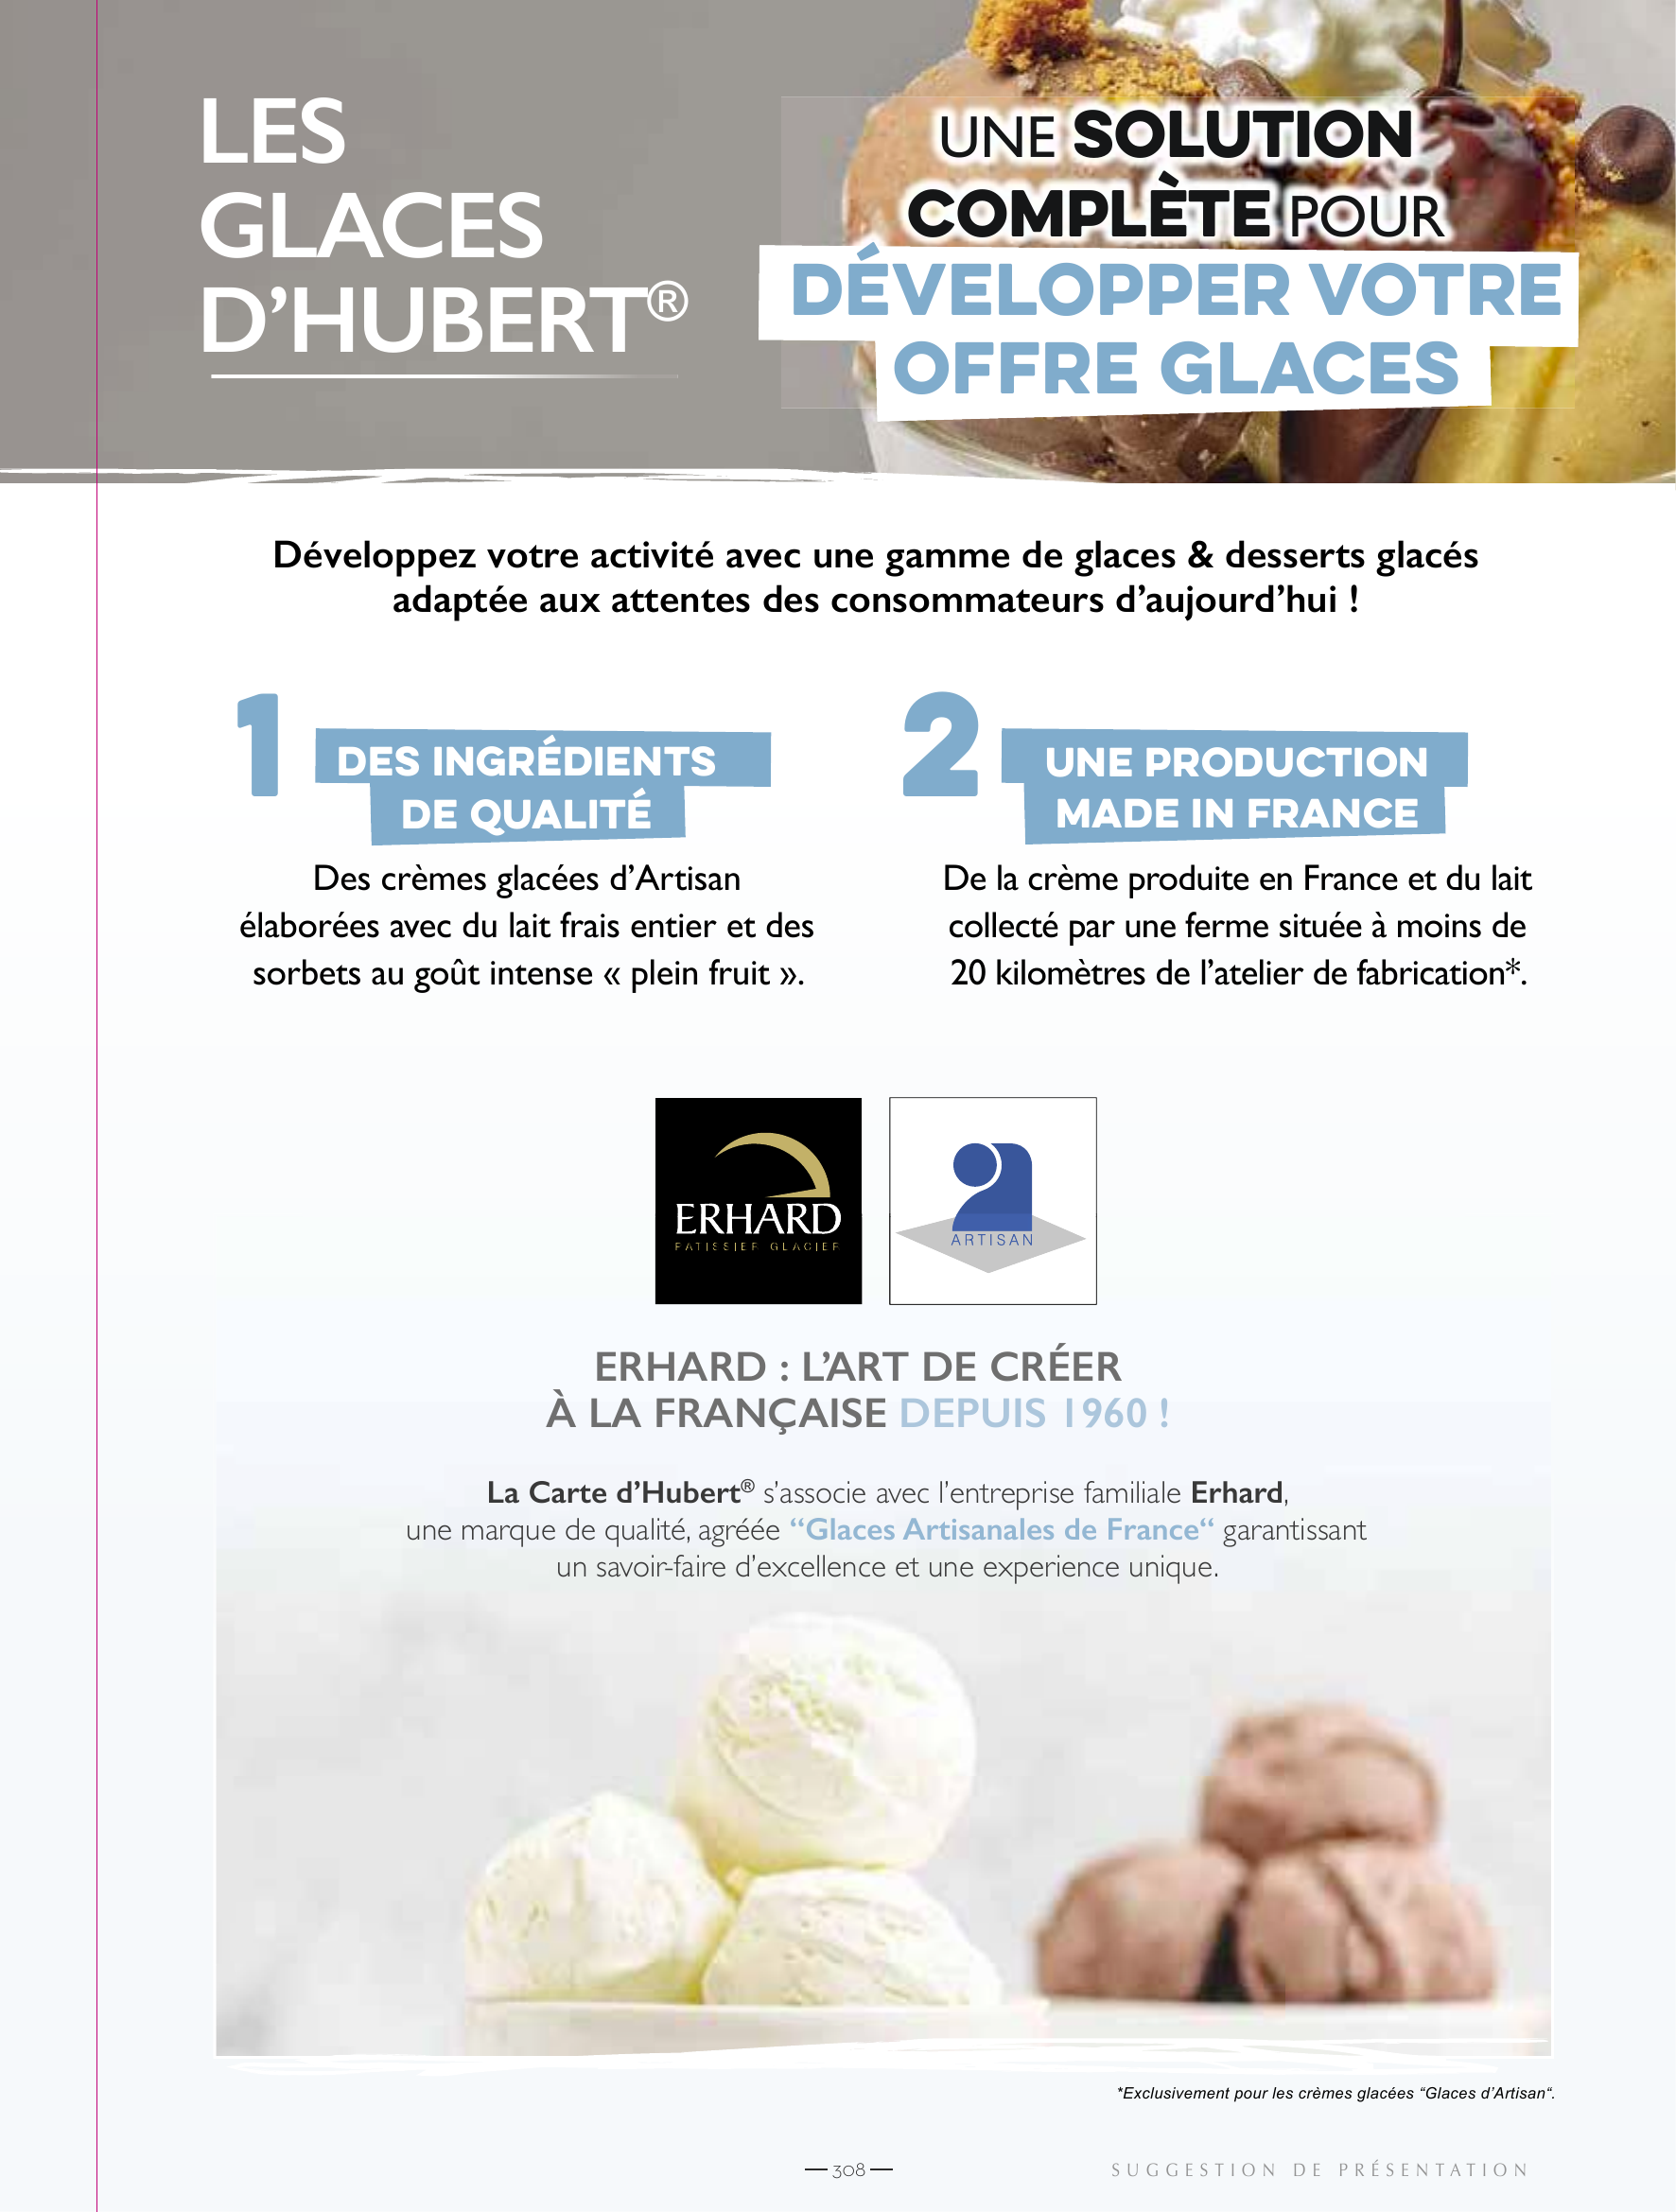 LES
GLACES
D’HUBERT®
UNE SOLUTION
COMPLÈTE POUR
DÉVELOPPER VOTRE
OFFRE GLACES
Développez votre activité avec une gamme de glaces & desserts glacés
adaptée aux attentes des consommateurs d’aujourd’hui !
1
DES INGRÉDIENTS
DE QUALITÉ
Des crèmes glacées d’Artisan
élaborées avec du lait frais entier et des
sorbets au goût intense « plein fruit ».
2
UNE PRODUCTION
MADE IN FRANCE
De la crème produite en France et du lait
collecté par une ferme située à moins de
20 kilomètres de l’atelier de fabrication*.
ERHARD
PATISSIER GLACIER
ARTISAN
ERHARD : L’ART DE CRÉER
À LA FRANÇAISE DEPUIS 1960 !
La Carte d’Hubert® s’associe avec l’entreprise familiale Erhard,
une marque de qualité, agréée “Glaces Artisanales de France“ garantissant
un savoir-faire d’excellence et une experience unique.
*Exclusivement pour les crèmes glacées “Glaces d’Artisan“.
— 308 —
SUGGESTION DE PRÉSENTATION